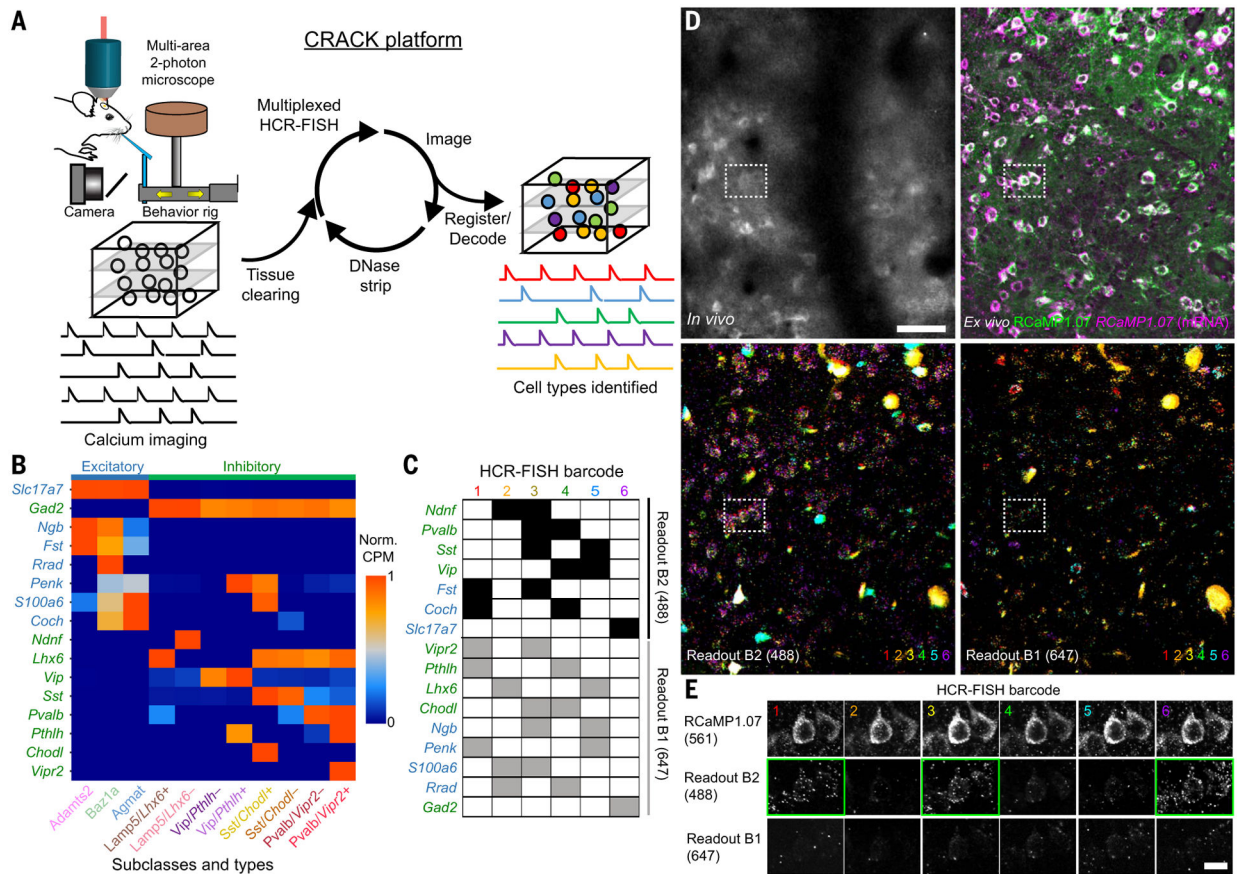 A
CRACK platform
Multi-area
2-photon
microscope
Multiplexed
HCR-FISH
Image
Camera
Behavior rig
Register/
Decode
Tissue
clearing
DNase
strip
Calcium imaging
Cell types identified
B
Excitatory
Inhibitory
Slc17a7
Gad2
Ngb
Fst
Rrad
Penk
S100a6
Coch
Ndnf
Lhx6
Vip
Sst
Pvalb
Pthlh
Chodl
Vipr2
Norm.
CPM
1
0
Adamts2
Baz1a
Agmat
Lamp5/Lhx6+
Lamp5/Lhx6–
Vip/Pthlh–
Vip/Pthlh+
Sst/Chodl+
Sst/Chodl–
Pvalb/Vipr2–
Pvalb/Vipr2+
Subclasses and types
C
HCR-FISH barcode
1 2 3 4 5 6
Ndnf
Pvalb
Sst
Vip
Fst
Coch
Slc17a7
Vipr2
Pthlh
Lhx6
Chodl
Ngb
Penk
S100a6
Rrad
Gad2
Readout B2 (488)
Readout B1 (647)
D
In vivo
Ex vivo RCaMP1.07 RCaMP1.07 (mRNA)
Readout B2 (488)
1 2 3 4 5 6
Readout B1 (647)
1 2 3 4 5 6
E
HCR-FISH barcode
RCaMP1.07
(561)
1 2 3 4 5 6
Readout B2
(488)
Readout B1
(647)